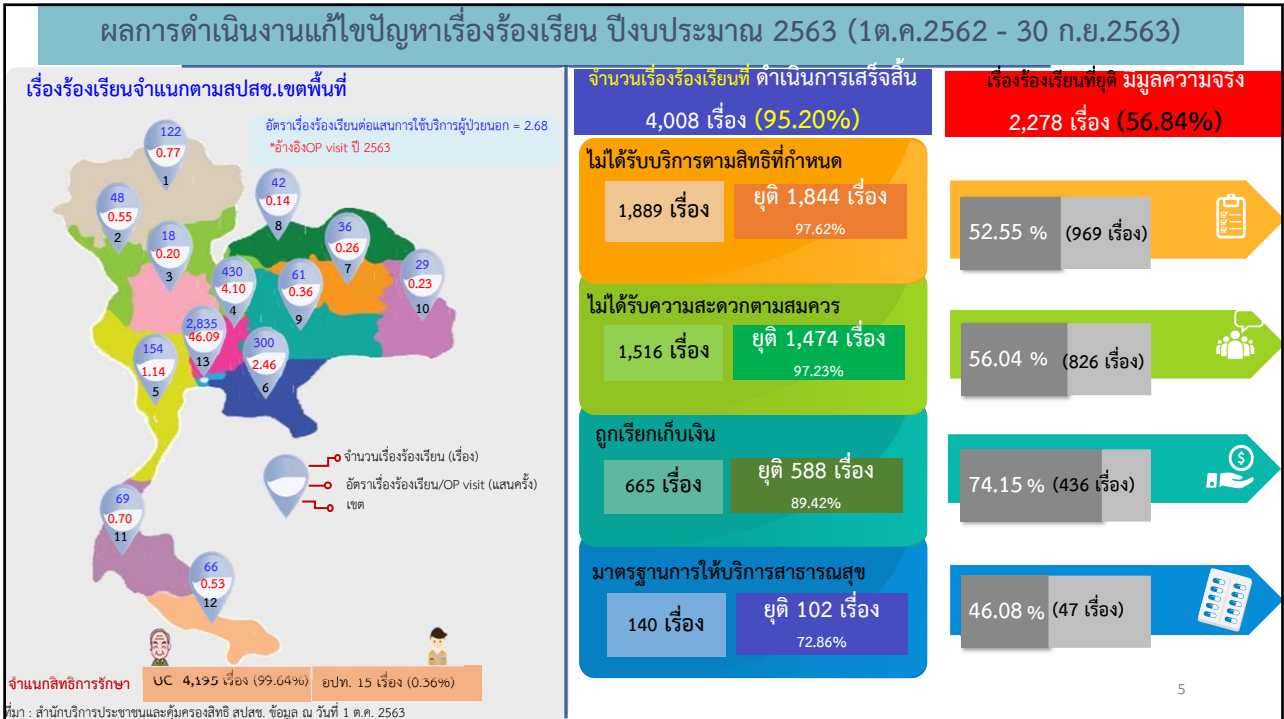 ผลการดำเนินงานแก้ไขปัญหาเรื่องร้องเรียน ปีงบประมาณ 2563 (1ต.ค.2562 - 30 ก.ย.2563)
เรื่องร้องเรียนจำแนกตามสปสช.เขตพื้นที่
อัตราเรื่องร้องเรียนต่อแสนการใช้บริการผู้ป่วยนอก = 2.68
*อ้างอิงOP visit ปี 2563
122
0.77
1
48
0.55
2
18
0.20
3
42
0.14
8
36
0.26
7
29
0.23
10
430
4.10
4
61
0.36
9
2,835
46.09
13
300
2.46
6
154
1.14
5
69
0.70
11
66
0.53
12
จำนวนเรื่องร้องเรียน (เรื่อง)
อัตราเรื่องร้องเรียน/OP visit (แสนครั้ง)
เขต
จำแนกสิทธิการรักษา
UC 4,195 เรื่อง (99.64%)
อปท. 15 เรื่อง (0.36%)
ที่มา : สำนักบริการประชาชนและคุ้มครองสิทธิ สปสช. ข้อมูล ณ วันที่ 1 ต.ค. 2563
จำนวนเรื่องร้องเรียนที่ ดำเนินการเสร็จสิ้น
4,008 เรื่อง (95.20%)
ไม่ได้รับบริการตามสิทธิที่กำหนด
1,889 เรื่อง
ยุติ 1,844 เรื่อง
97.62%
ไม่ได้รับความสะดวกตามสมควร
1,516 เรื่อง
ยุติ 1,474 เรื่อง
97.23%
ถูกเรียกเก็บเงิน
665 เรื่อง
ยุติ 588 เรื่อง
89.42%
มาตรฐานการให้บริการสาธารณสุข
140 เรื่อง
ยุติ 102 เรื่อง
72.86%
เรื่องร้องเรียนที่ยุติ มีมูลความจริง
2,278 เรื่อง (56.84%)
52.55 % (969 เรื่อง)
56.04 % (826 เรื่อง)
74.15 % (436 เรื่อง)
$
46.08 % (47 เรื่อง)
5